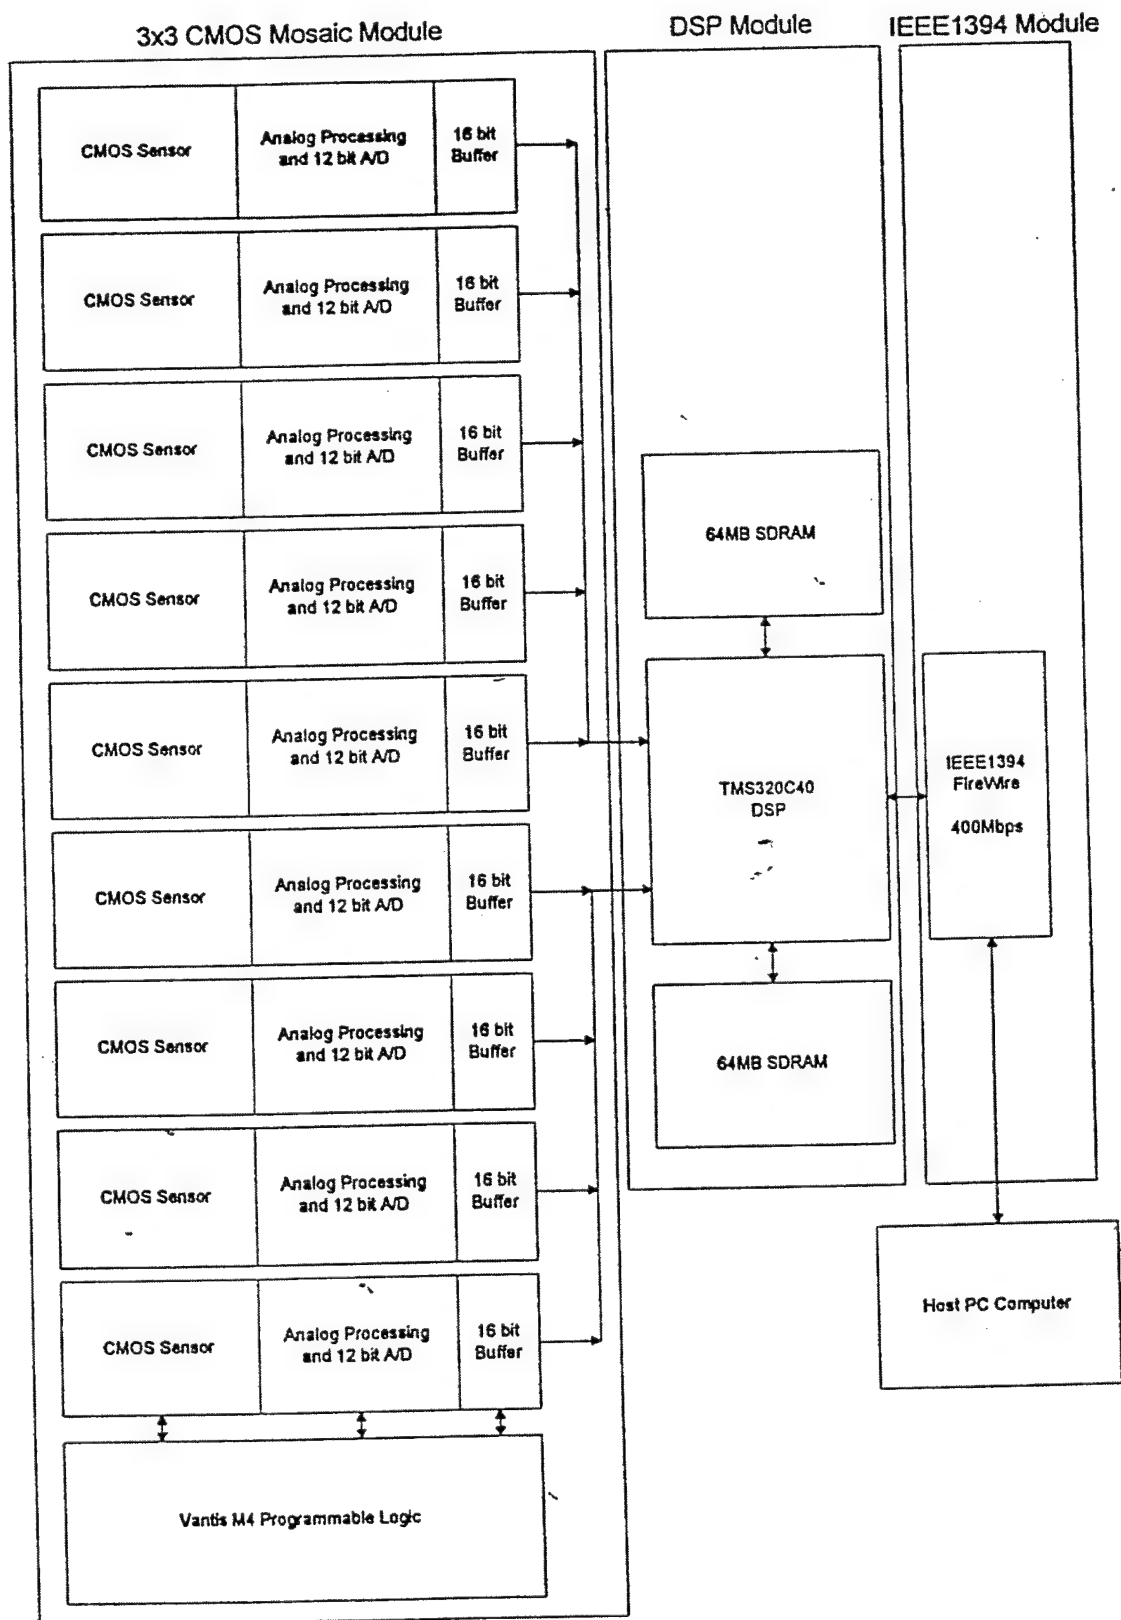 3x3 CMOS Mosaic Module
DSP Module
IEEE1394 Module
CMOS Sensor
Analog Processing
and 12 bit A/D
16 bit
Buffer
CMOS Sensor
Analog Processing
and 12 bit A/D
16 bit
Buffer
CMOS Sensor
Analog Processing
and 12 bit A/D
16 bit
Buffer
CMOS Sensor
Analog Processing
and 12 bit A/D
16 bit
Buffer
CMOS Sensor
Analog Processing
and 12 bit A/D
16 bit
Buffer
CMOS Sensor
Analog Processing
and 12 bit A/D
16 bit
Buffer
CMOS Sensor
Analog Processing
and 12 bit A/D
16 bit
Buffer
CMOS Sensor
Analog Processing
and 12 bit A/D
16 bit
Buffer
CMOS Sensor
Analog Processing
and 12 bit A/D
16 bit
Buffer
Vantis M4 Programmable Logic
64MB SDRAM
TMS320C40
DSP
64MB SDRAM
IEEE1394
FireWire
400Mbps
Host PC Computer